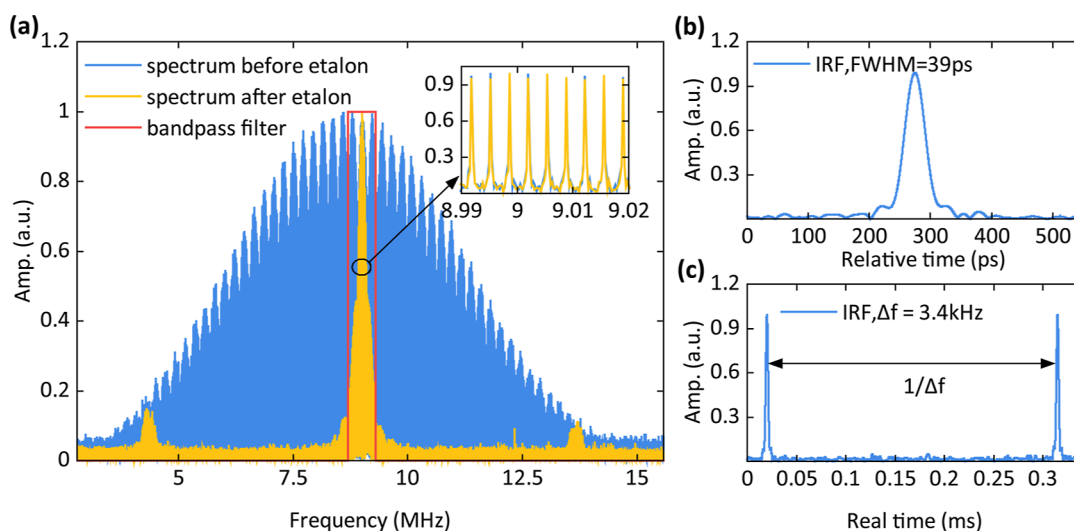 (a)
1.2
1
0.8
0.6
0.4
0.2
0
Amp. (a.u.)
spectrum before etalon
spectrum after etalon
bandpass filter
0.9
0.6
0.3
8.99 9 9.01 9.02
5 7.5 10 12.5 15
Frequency (MHz)
(b)
1.2
0.9
0.6
0.3
Amp. (a.u.)
IRF,FWHM=39ps
0 100 200 300 400 500
Relative time (ps)
(c)
1.2
0.9
0.6
0.3
Amp. (a.u.)
IRF,Δf = 3.4kHz
1/Δf
0 0.05 0.1 0.15 0.2 0.25 0.3
Real time (ms)